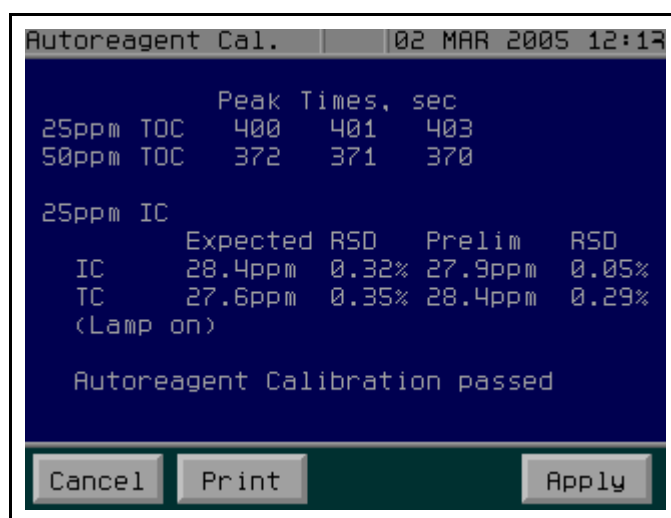 Autoreagent Cal. 02 MAR 2005 12:13
Peak Times, sec
25ppm TOC 400 401 403
50ppm TOC 372 371 370
25ppm IC
Expected RSD Prelim RSD
IC 28.4ppm 0.32% 27.9ppm 0.05%
TC 27.6ppm 0.35% 28.4ppm 0.29%
(Lamp on)
Autoreagent Calibration passed
Cancel Print Apply